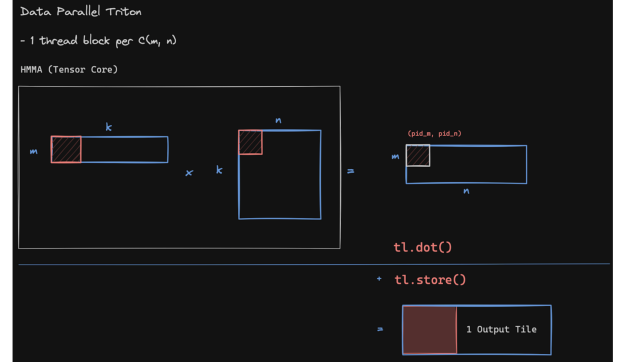 Data Parallel Triton
- 1 thread block per C(m, n)
HMMA (Tensor Core)
k
n
(pid_m, pid_n)
m
x
k
=
m
n
tl.dot()
+ tl.store()
= 1 Output Tile